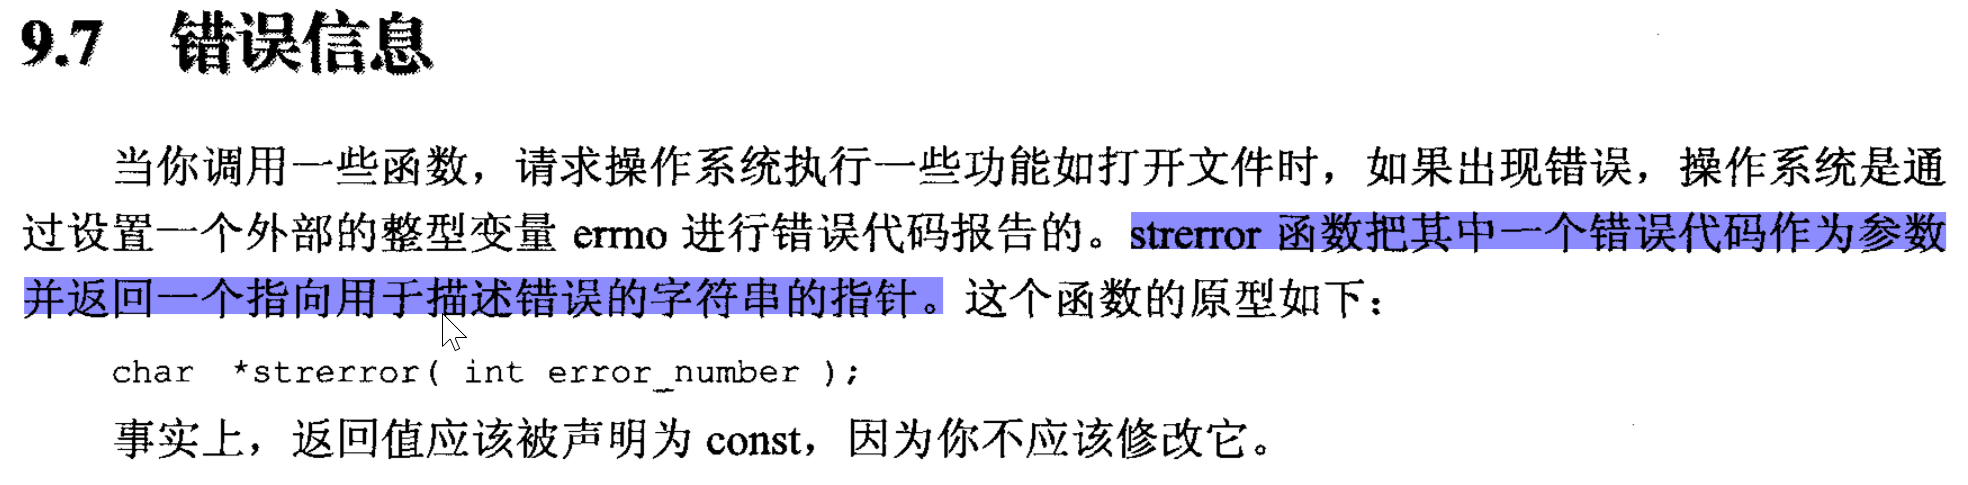 9.7 错误信息
当你调用一些函数，请求操作系统执行一些功能如打开文件时，如果出现错误，操作系统是通
过设置一个外部的整型变量 errno 进行错误代码报告的。strerror 函数把其中一个错误代码作为参数
并返回一个指向用于描述错误的字符串的指针。这个函数的原型如下：
char *strerror( int error_number );
事实上，返回值应该被声明为 const，因为你不应该修改它。